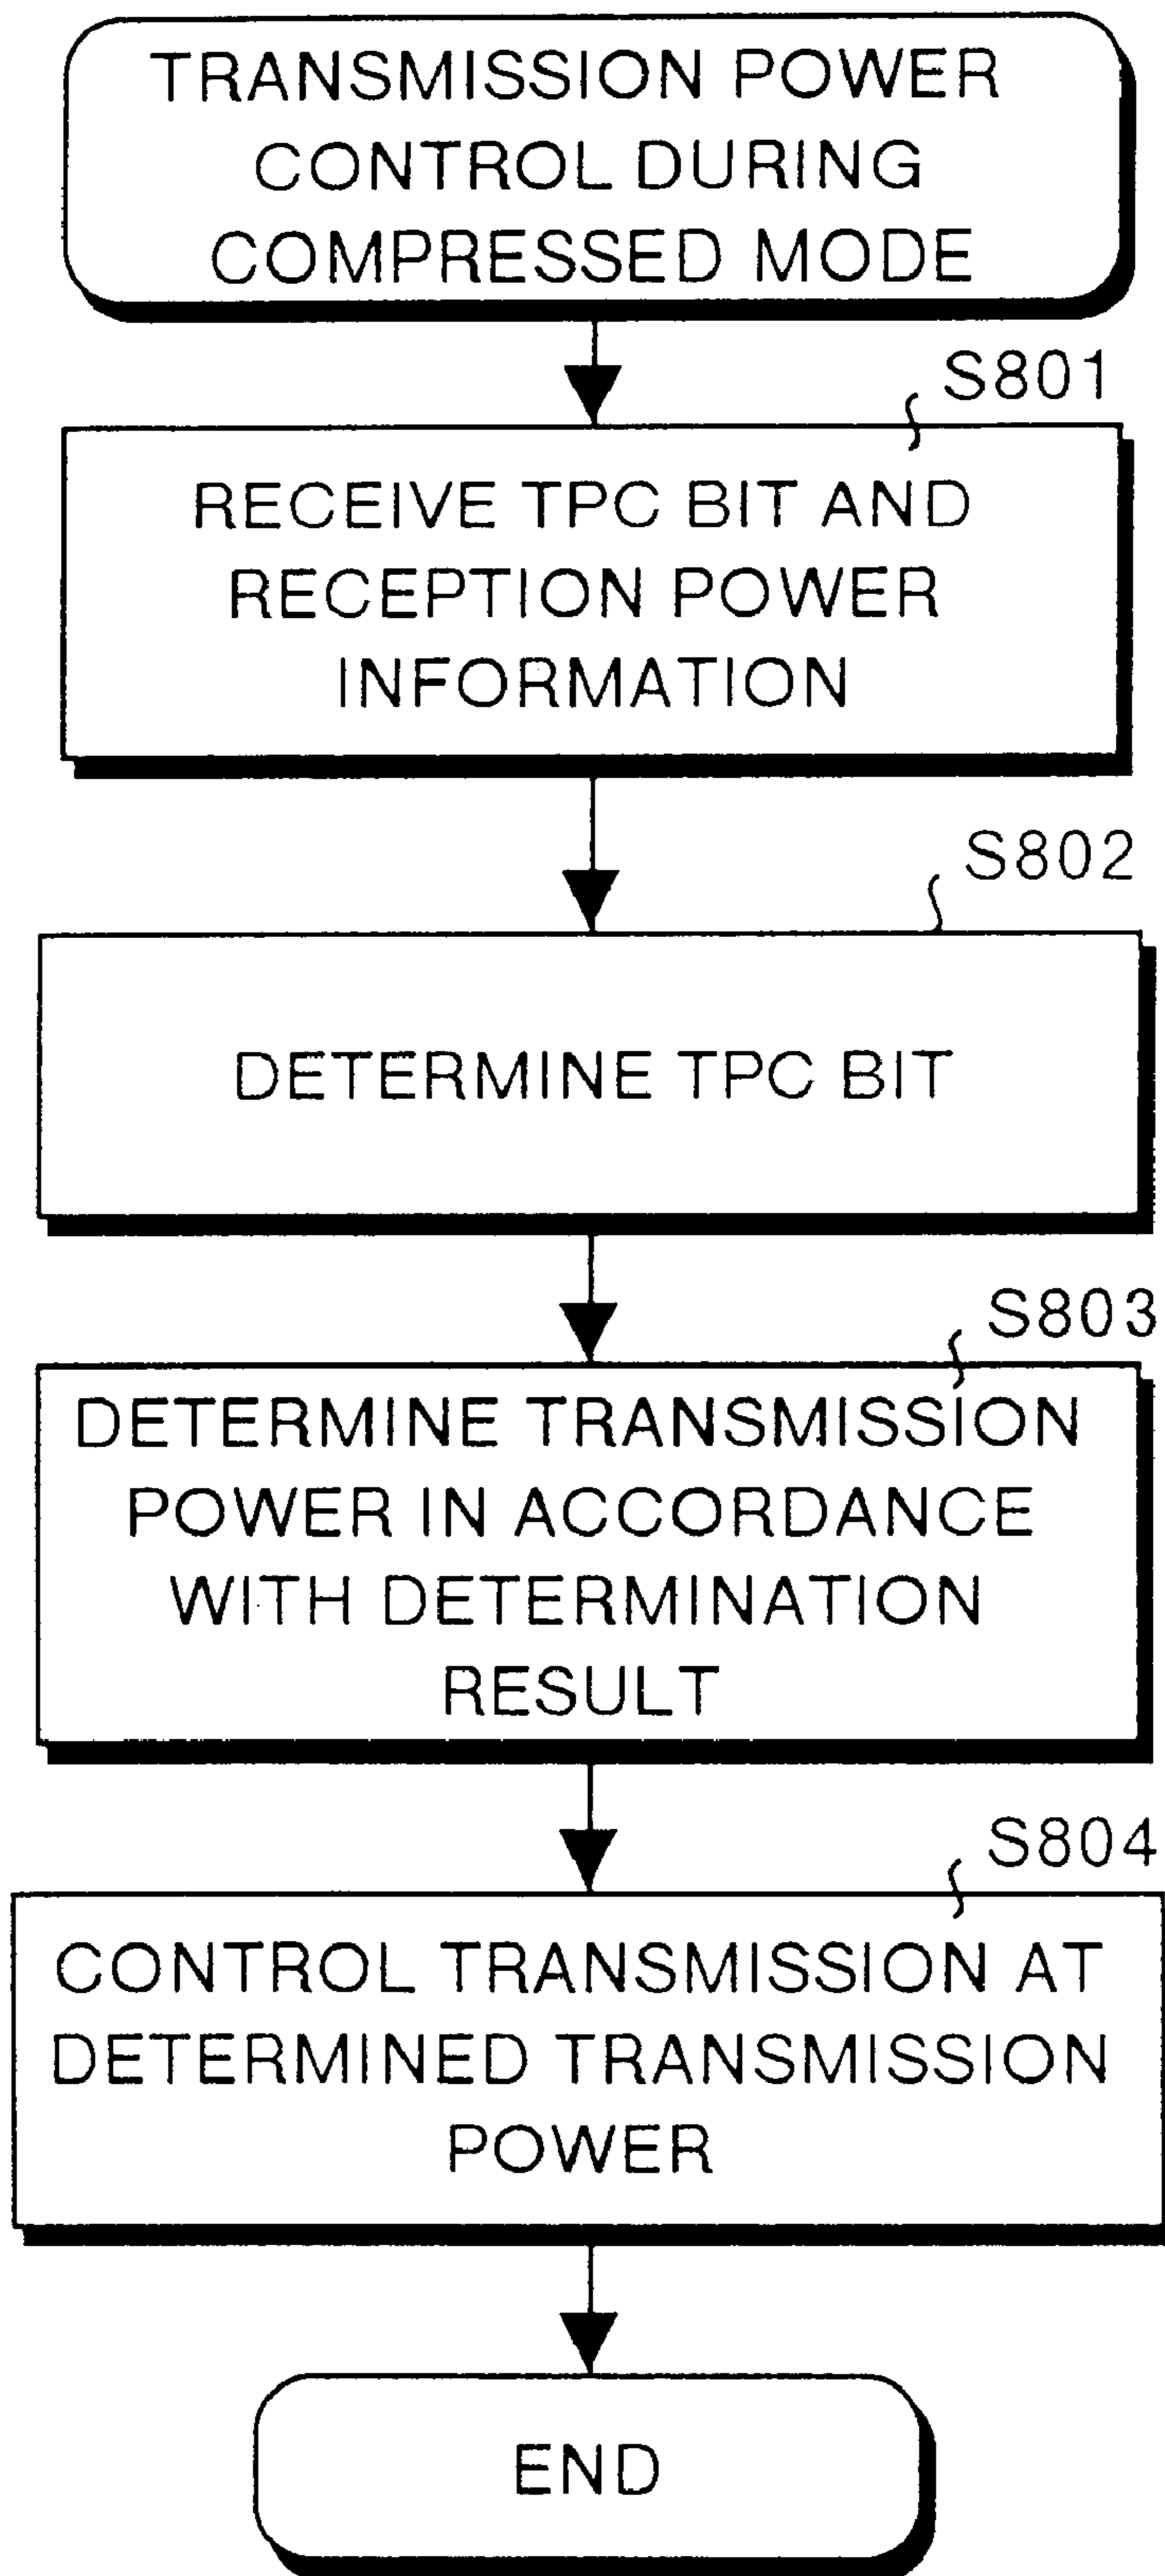 TRANSMISSION POWER
CONTROL DURING
COMPRESSED MODE
S801
RECEIVE TPC BIT AND
RECEPTION POWER
INFORMATION
S802
DETERMINE TPC BIT
S803
DETERMINE TRANSMISSION
POWER IN ACCORDANCE
WITH DETERMINATION
RESULT
S804
CONTROL TRANSMISSION AT
DETERMINED TRANSMISSION
POWER
END